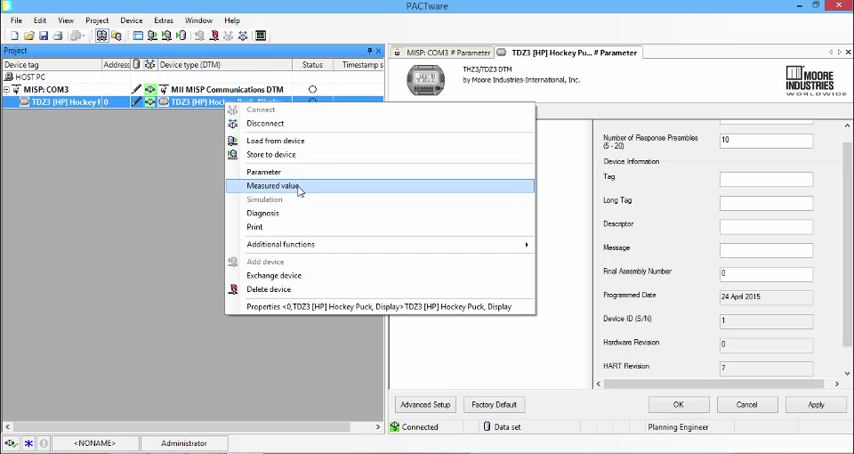 PACTware
File Edit View Project Device Extras Window Help
Project
Device tag Address Device type (DTM) Status Timestamp s
HOST PC
MISP: COM3 MII MISP Communications DTM
TDZ3 [HP] Hockey F 0 TDZ3 [HP] Hockey Puck, Display
Connect
Disconnect
Load from device
Store to device
Parameter
Measured value
Simulation
Diagnosis
Print
Additional functions
Add device
Exchange device
Delete device
Properties <0,TDZ3 [HP] Hockey Puck, Display> TDZ3 [HP] Hockey Puck, Display
MISP: COM3 # Parameter TDZ3 [HP] Hockey Puck... # Parameter
THZ3/TDZ3 DTM
by Moore Industries-International, Inc.
MOORE
INDUSTRIES
WORLDWIDE
Number of Response Preambles
(5 - 20) 10
Device Information
Tag
Long Tag
Descriptor
Message
Final Assembly Number 0
Programmed Date 24 April 2015
Device ID (S/N) 1
Hardware Revision 0
HART Revision 7
Advanced Setup Factory Default OK Cancel Apply
Connected Data set Planning Engineer
<NONAME> Administrator